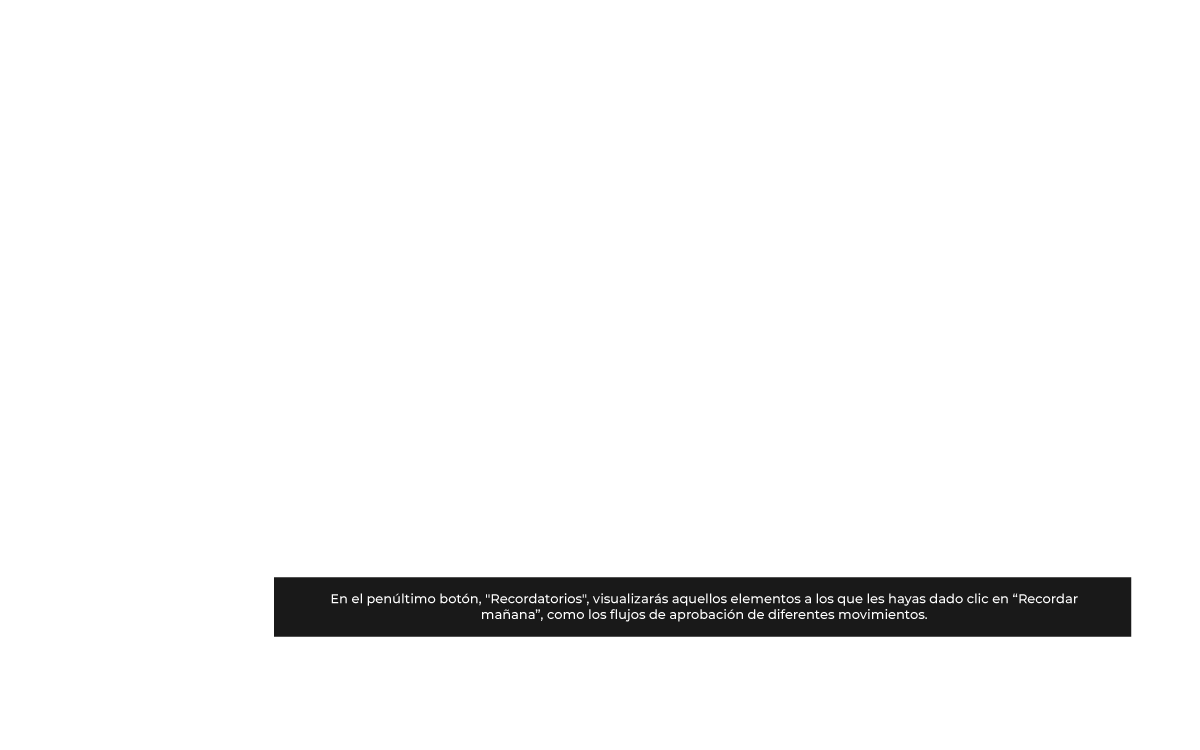 En el penúltimo botón, "Recordatorios", visualizarás aquellos elementos a los que les hayas dado clic en “Recordar
mañana”, como los flujos de aprobación de diferentes movimientos.